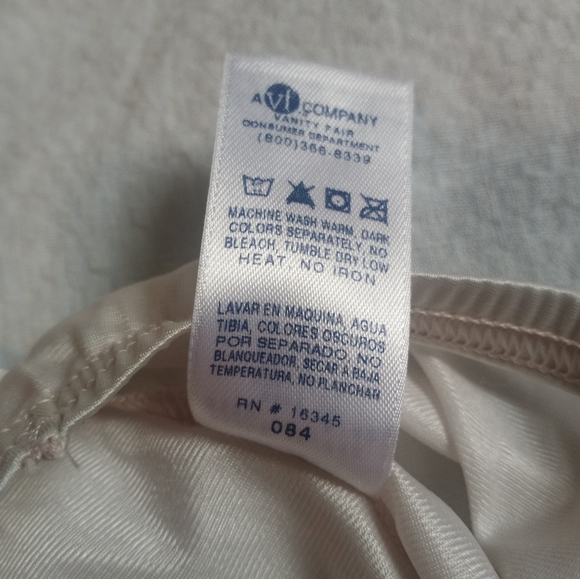 A vf COMPANY
VANITY FAIR
CONSUMER DEPARTMENT
(800)366-8339
MACHINE WASH WARM, DARK
COLORS SEPARATELY, NO
BLEACH, TUMBLE DRY LOW
HEAT, NO IRON
LAVAR EN MAQUINA, AGUA
TIBIA, COLORES OSCUROS
POR SEPARADO, NO
BLANQUEADOR, SECAR A BAJA
TEMPERATURA, NO PLANCHAR
RN # 16345
084